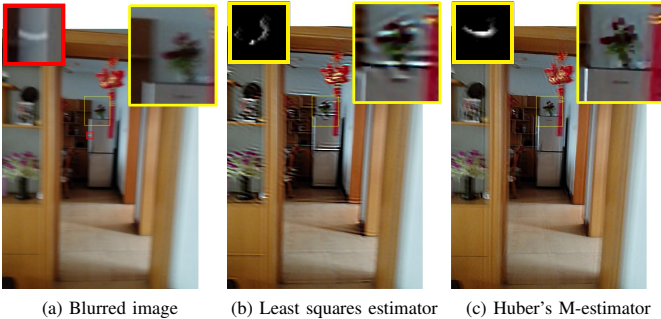 (a) Blurred image
(b) Least squares estimator
(c) Huber's M-estimator